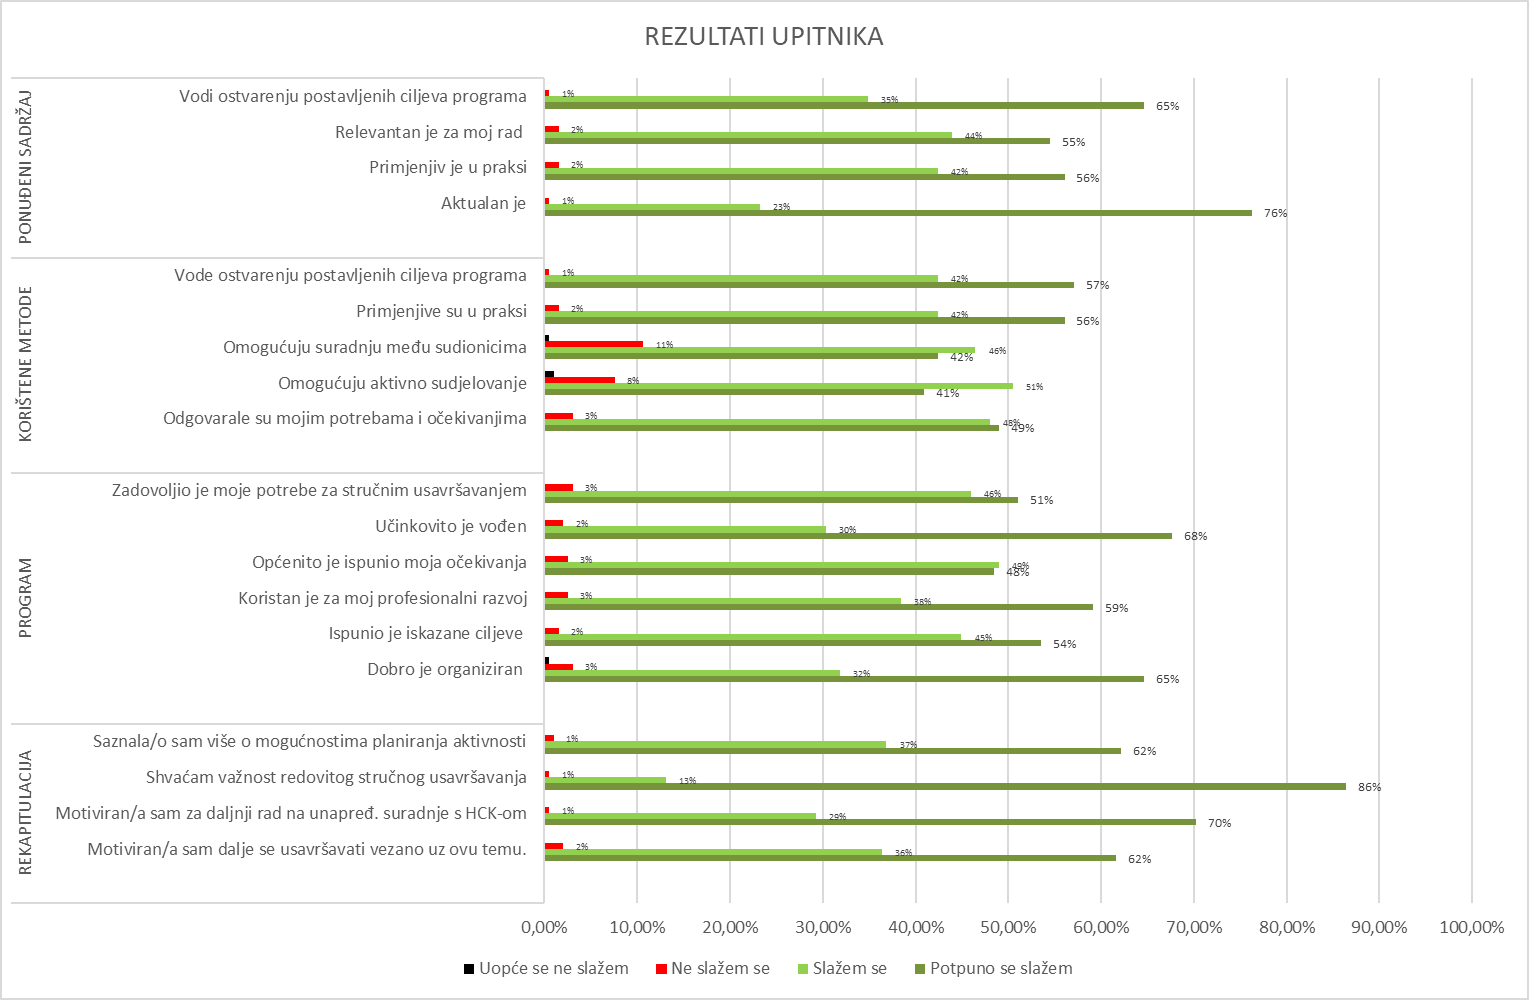 REZULTATI UPITNIKA
PONUĐENI SADRŽAJ
Vodi ostvarenju postavljenih ciljeva programa
1%
35%
65%
Relevantan je za moj rad
2%
44%
55%
Primjenjiv je u praksi
2%
42%
56%
Aktualan je
1%
23%
76%
KORIŠTENE METODE
Vode ostvarenju postavljenih ciljeva programa
1%
42%
57%
Primjenjive su u praksi
2%
42%
56%
Omogućuju suradnju među sudionicima
11%
46%
42%
Omogućuju aktivno sudjelovanje
8%
51%
41%
Odgovarale su mojim potrebama i očekivanjima
3%
48%
49%
PROGRAM
Zadovoljio je moje potrebe za stručnim usavršavanjem
3%
46%
51%
Učinkovito je vođen
2%
30%
68%
Općenito je ispunio moja očekivanja
3%
49%
48%
Koristan je za moj profesionalni razvoj
3%
38%
59%
Ispunio je iskazane ciljeve
2%
45%
54%
Dobro je organiziran
3%
32%
65%
REKAPITULACIJA
Saznala/o sam više o mogućnostima planiranja aktivnosti
1%
37%
62%
Shvaćam važnost redovitog stručnog usavršavanja
1%
13%
86%
Motiviran/a sam za daljnji rad na unapređ. suradnje s HCK-om
1%
29%
70%
Motiviran/a sam dalje se usavršavati vezano uz ovu temu.
2%
36%
62%
0,00% 10,00% 20,00% 30,00% 40,00% 50,00% 60,00% 70,00% 80,00% 90,00% 100,00%
Uopće se ne slažem Ne slažem se Slažem se Potpuno se slažem